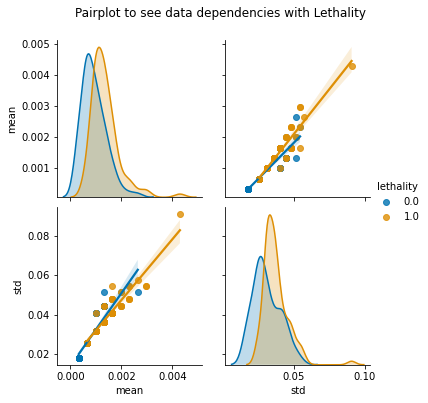 Pairplot to see data dependencies with Lethality
0.005
0.004
0.003
0.002
0.001
mean
lethality
0.0
1.0
0.08
0.06
0.04
0.02
std
0.000
0.002
0.004
mean
0.05
0.10
std